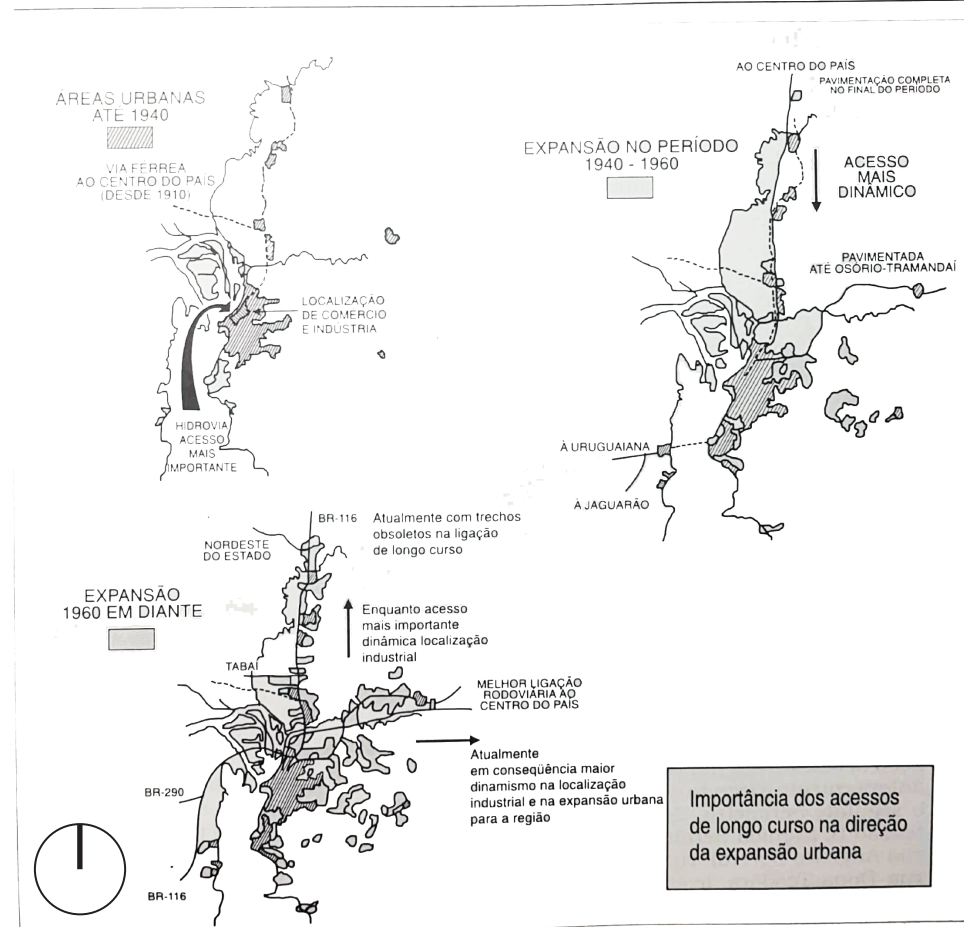 ÁREAS URBANAS
ATÉ 1940
VIA FÉRREA
AO CENTRO DO PAÍS
(DESDE 1910)
LOCALIZAÇÃO
DE COMERCIO
E INDÚSTRIA
HIDROVIA
ACESSO
MAIS
IMPORTANTE
AO CENTRO DO PAÍS
PAVIMENTAÇÃO COMPLETA
NO FINAL DO PERÍODO
EXPANSÃO NO PERÍODO
1940 - 1960
ACESSO
MAIS
DINÂMICO
PAVIMENTADA
ATÉ OSÓRIO-TRAMANDAÍ
À URUGUAIANA
À JAGUARÃO
BR-116
Atualmente com trechos
obsoletos na ligação
de longo curso
NORDESTE
DO ESTADO
EXPANSÃO
1960 EM DIANTE
Enquanto acesso
mais importante
dinâmica localização
industrial
TABAÍ
MELHOR LIGAÇÃO
RODOVIÁRIA AO
CENTRO DO PAÍS
Atualmente
em conseqüência maior
dinamismo na localização
industrial e na expansão urbana
para a região
BR-290
BR-116
Importância dos acessos
de longo curso na direção
da expansão urbana